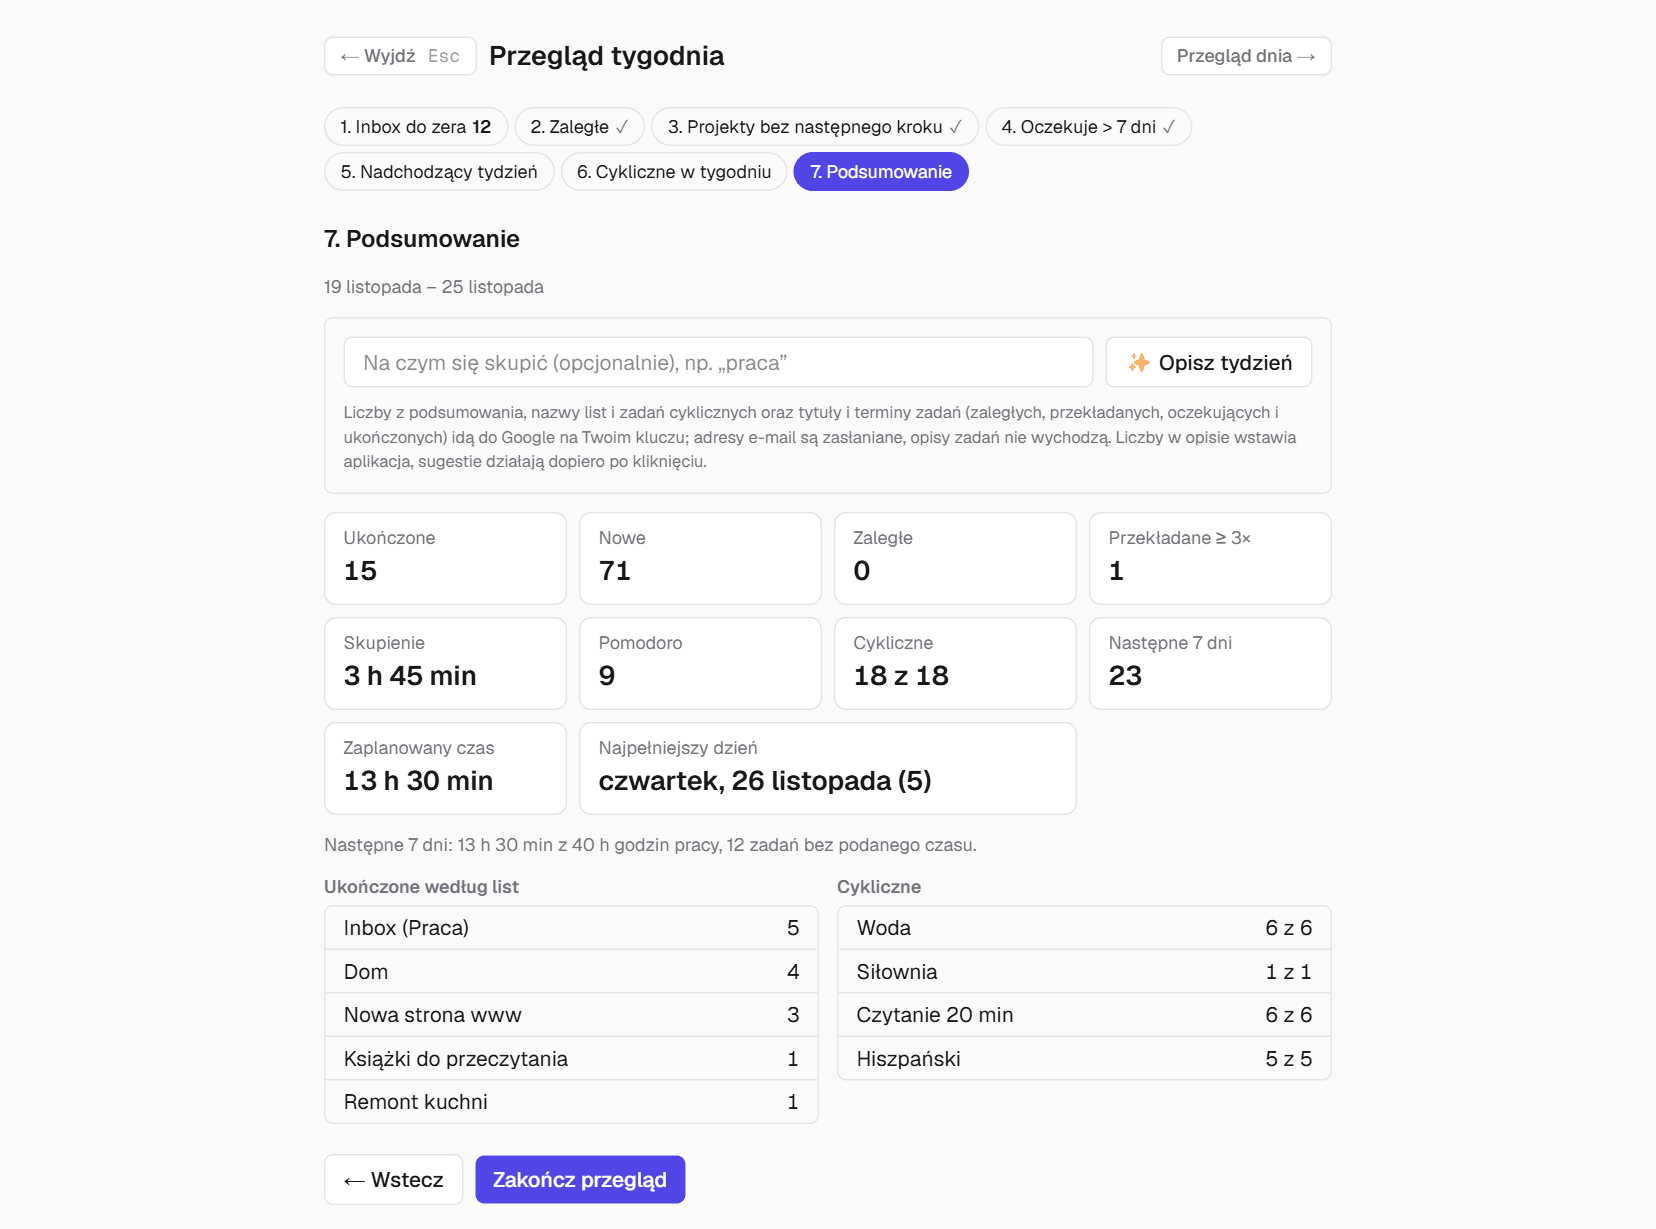 ← Wyjdź Esc
Przegląd tygodnia
Przegląd dnia →
1. Inbox do zera 12
2. Zaległe ✓
3. Projekty bez następnego kroku ✓
4. Oczekuje > 7 dni ✓
5. Nadchodzący tydzień
6. Cykliczne w tygodniu
7. Podsumowanie
7. Podsumowanie
19 listopada – 25 listopada
Na czym się skupić (opcjonalnie), np. „praca”
✨ Opisz tydzień
Liczby z podsumowania, nazwy list i zadań cyklicznych oraz tytuły i terminy zadań (zaległych, przekładanych, oczekujących i
ukończonych) idą do Google na Twoim kluczu; adresy e-mail są zasłaniane, opisy zadań nie wychodzą. Liczby w opisie wstawia
aplikacja, sugestie działają dopiero po kliknięciu.
Ukończone
15
Nowe
71
Zaległe
0
Przekładane ≥ 3×
1
Skupienie
3 h 45 min
Pomodoro
9
Cykliczne
18 z 18
Następne 7 dni
23
Zaplanowany czas
13 h 30 min
Najpełniejszy dzień
czwartek, 26 listopada (5)
Następne 7 dni: 13 h 30 min z 40 h godzin pracy, 12 zadań bez podanego czasu.
Ukończone według list
Inbox (Praca) 5
Dom 4
Nowa strona www 3
Książki do przeczytania 1
Remont kuchni 1
Cykliczne
Woda 6 z 6
Siłownia 1 z 1
Czytanie 20 min 6 z 6
Hiszpański 5 z 5
← Wstecz
Zakończ przegląd